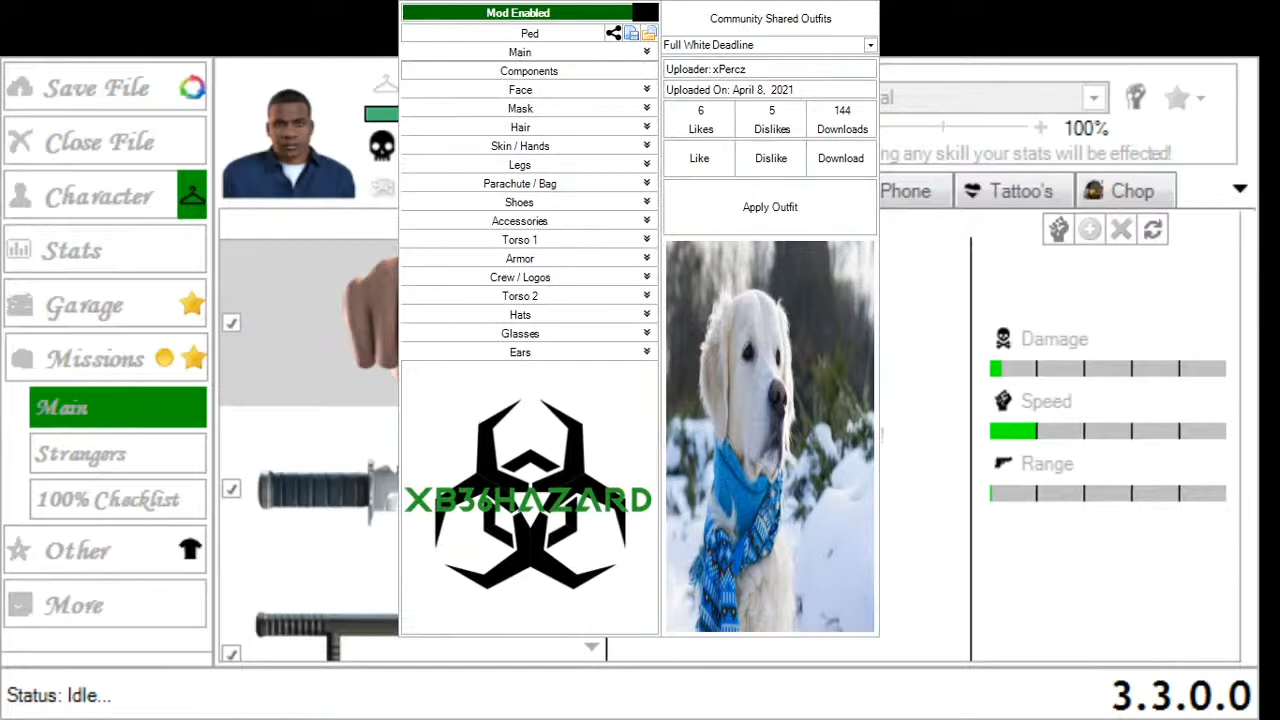 Save File
Close File
Character
Stats
Garage
Missions
Main
Strangers
100% Checklist
Other
More
Mod Enabled
Ped
Main
Components
Face
Mask
Hair
Skin / Hands
Legs
Parachute / Bag
Shoes
Accessories
Torso 1
Armor
Crew / Logos
Torso 2
Hats
Glasses
Ears
XB36HAZARD
Community Shared Outfits
Full White Deadline
Uploader: xPercz
Uploaded On: April 8, 2021
6 5 144
Likes Dislikes Downloads
Like Dislike Download
Apply Outfit
al
100%
ng any skill your stats will be effected!
Phone Tattoo's Chop
Damage
Speed
Range
Status: Idle...
3.3.0.0